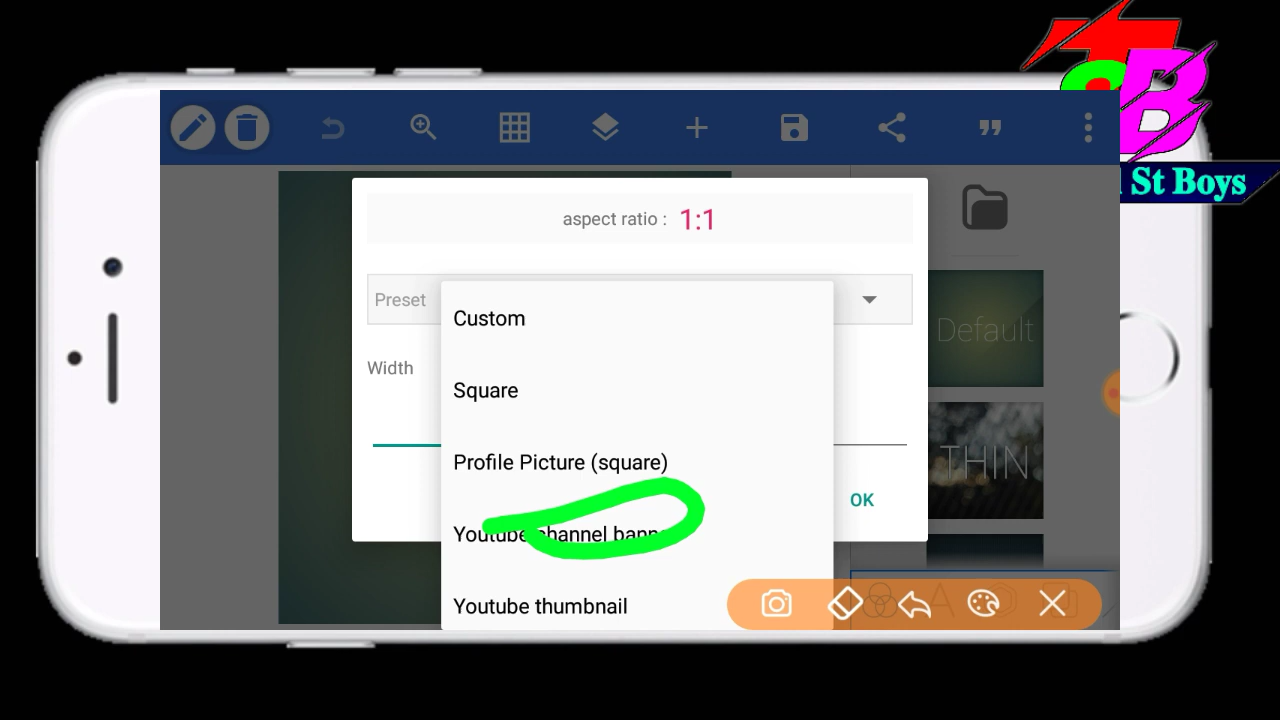 TSB
St Boys
aspect ratio : 1:1
Preset
Custom
Width
Square
Profile Picture (square)
Youtube channel
Youtube thumbnail
OK
Default
THIN